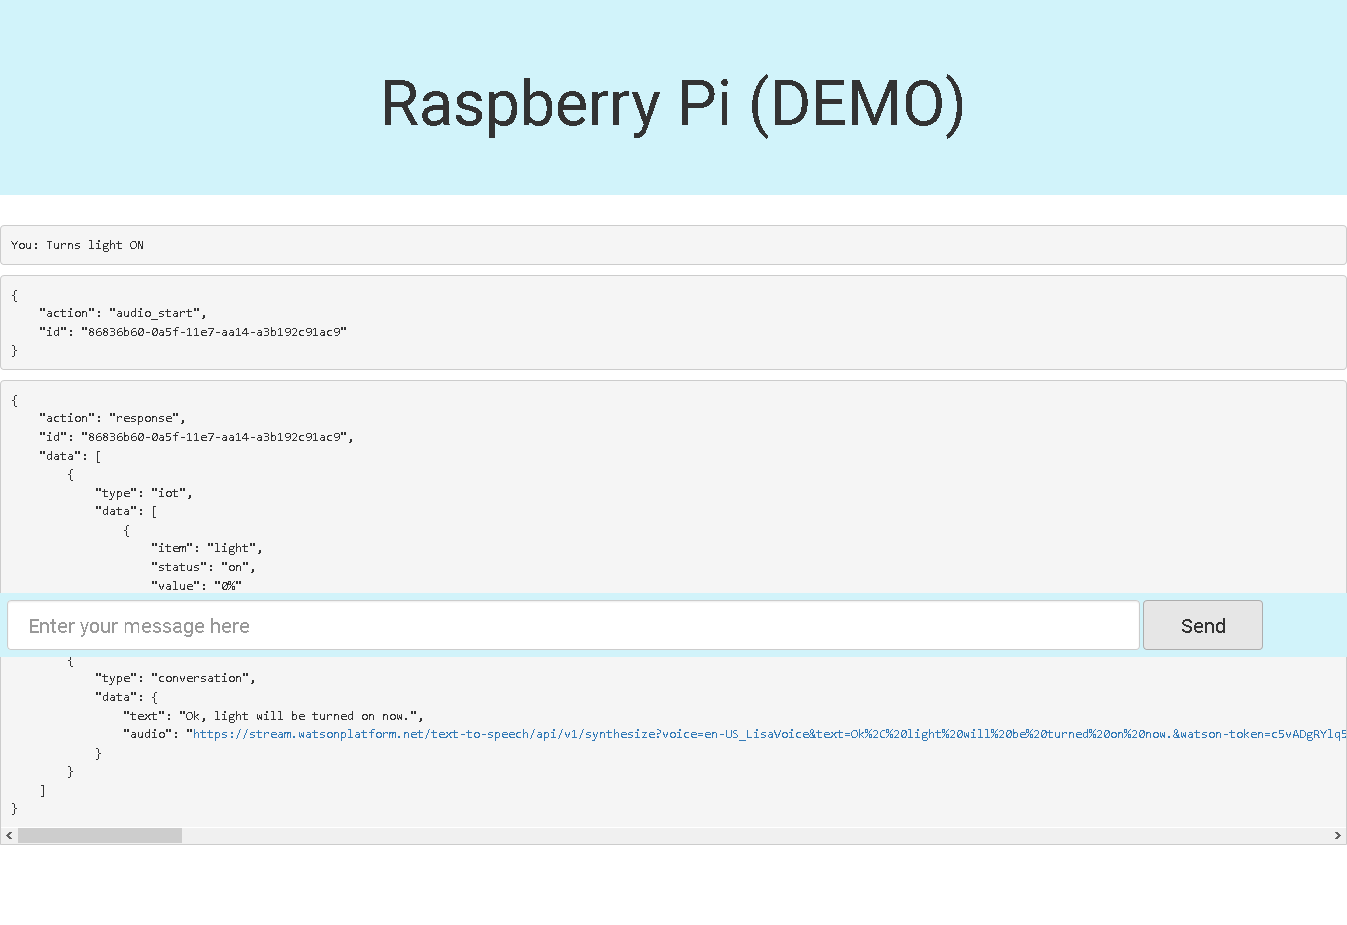 Raspberry Pi (DEMO)
You: Turns light ON
{
    "action": "audio_start",
    "id": "86836b60-0a5f-11e7-aa14-a3b192c91ac9"
}
{
    "action": "response",
    "id": "86836b60-0a5f-11e7-aa14-a3b192c91ac9",
    "data": [
        {
            "type": "iot",
            "data": [
                {
                    "item": "light",
                    "status": "on",
                    "value": "0%"
Enter your message here
Send
        {
            "type": "conversation",
            "data": {
                "text": "Ok, light will be turned on now.",
                "audio": "https://stream.watsonplatform.net/text-to-speech/api/v1/synthesize?voice=en-US_LisaVoice&text=Ok%2C%20light%20will%20be%20turned%20on%20now.&watson-token=c5vADgRYlq5
            }
        }
    ]
}